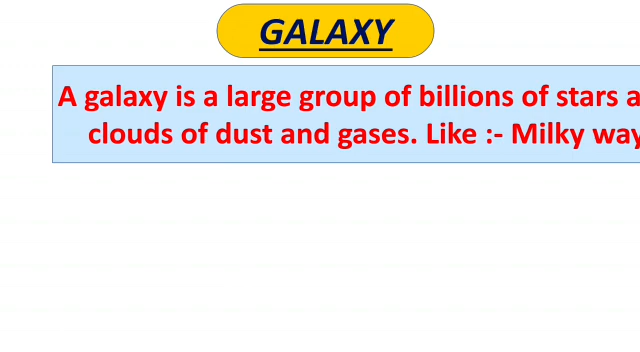 GALAXY
A galaxy is a large group of billions of stars
clouds of dust and gases. Like :- Milky way